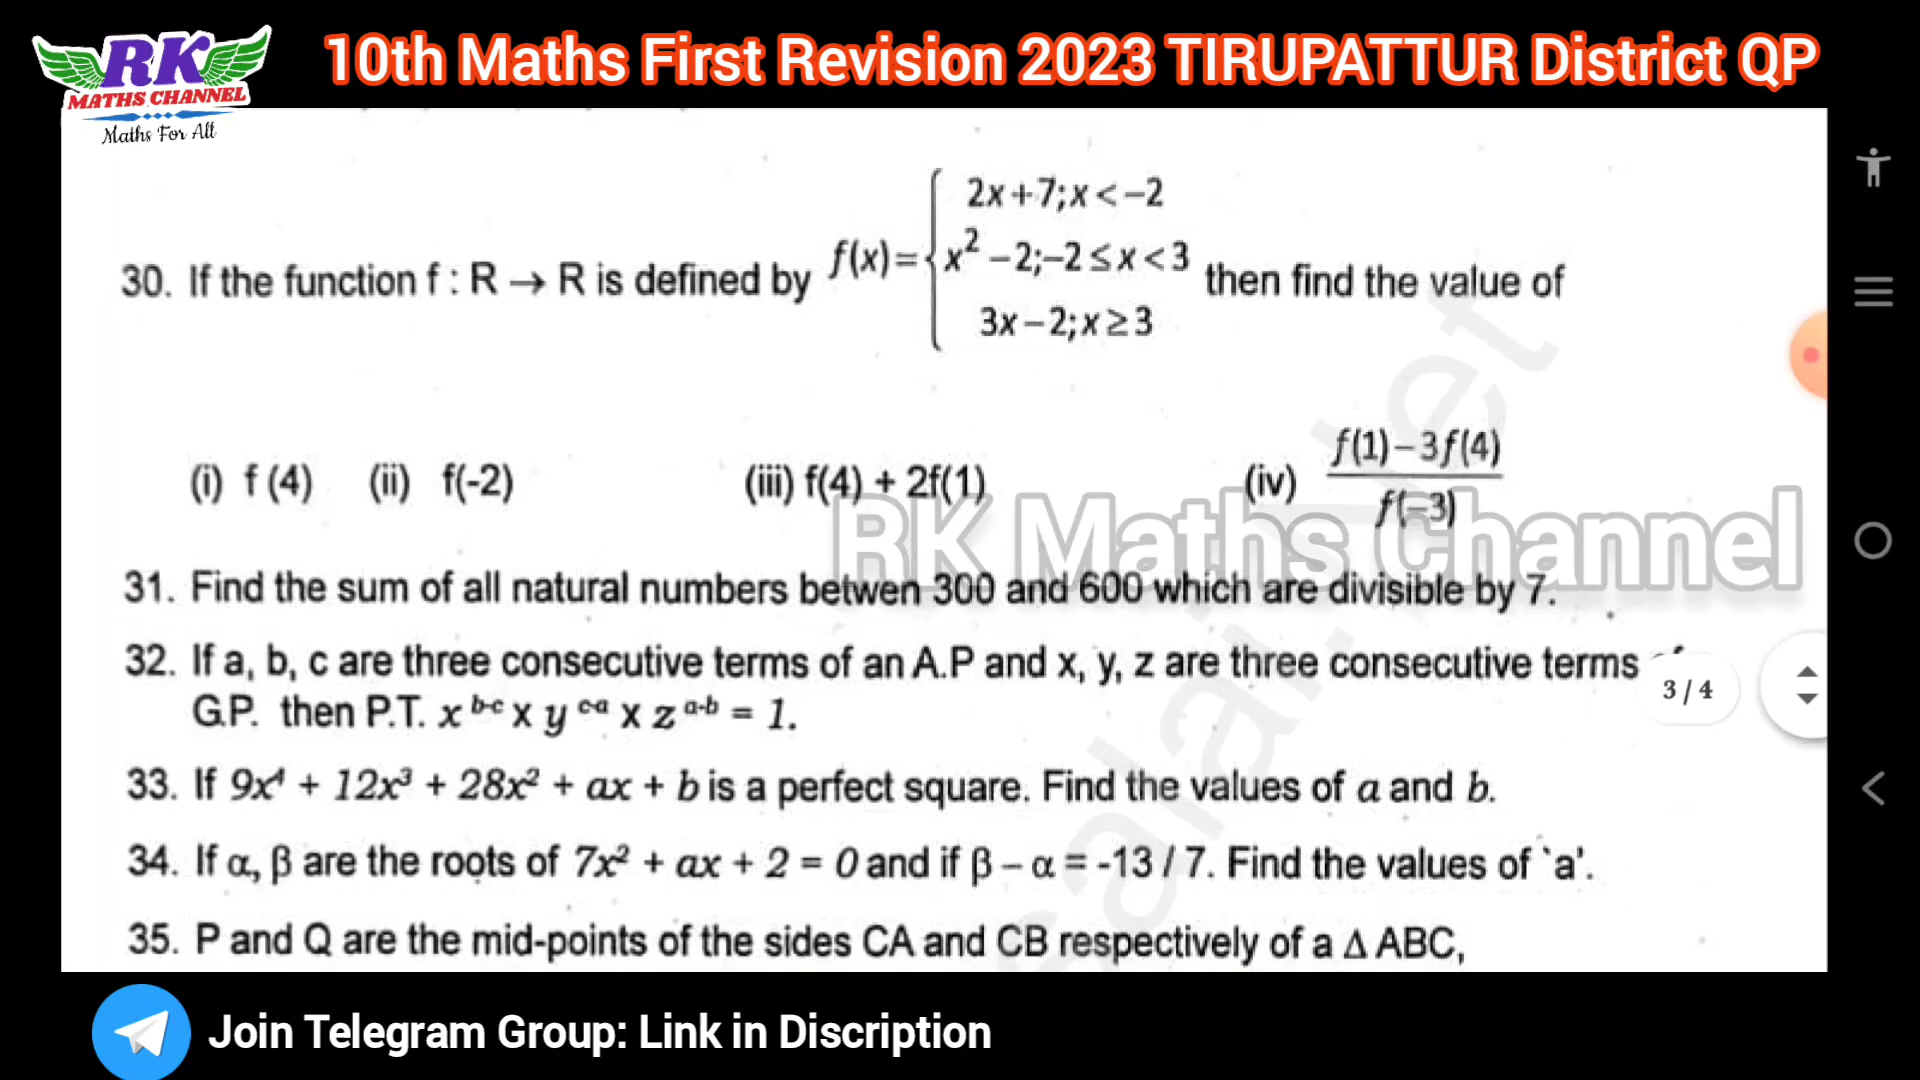 RK
MATHS CHANNEL
Maths For All
10th Maths First Revision 2023 TIRUPATTUR District QP
30. If the function f : R → R is defined by f(x)= { 2x+7; x < −2
x² − 2; −2 ≤ x < 3
3x − 2; x ≥ 3 then find the value of
(i) f (4) (ii) f(-2) (iii) f(4) + 2f(1) (iv) f(1) − 3f(4) / f(−3)
RK Maths Channel
31. Find the sum of all natural numbers betwen 300 and 600 which are divisible by 7.
32. If a, b, c are three consecutive terms of an A.P and x, y, z are three consecutive terms
G.P. then P.T. x ᵇ⁻ᶜ x y ᶜ⁻ᵃ x z ᵃ⁻ᵇ = 1.
3 / 4
33. If 9x⁴ + 12x³ + 28x² + ax + b is a perfect square. Find the values of a and b.
34. If α, β are the roots of 7x² + ax + 2 = 0 and if β – α = -13 / 7. Find the values of `a'.
35. P and Q are the mid-points of the sides CA and CB respectively of a Δ ABC,
Join Telegram Group: Link in Discription